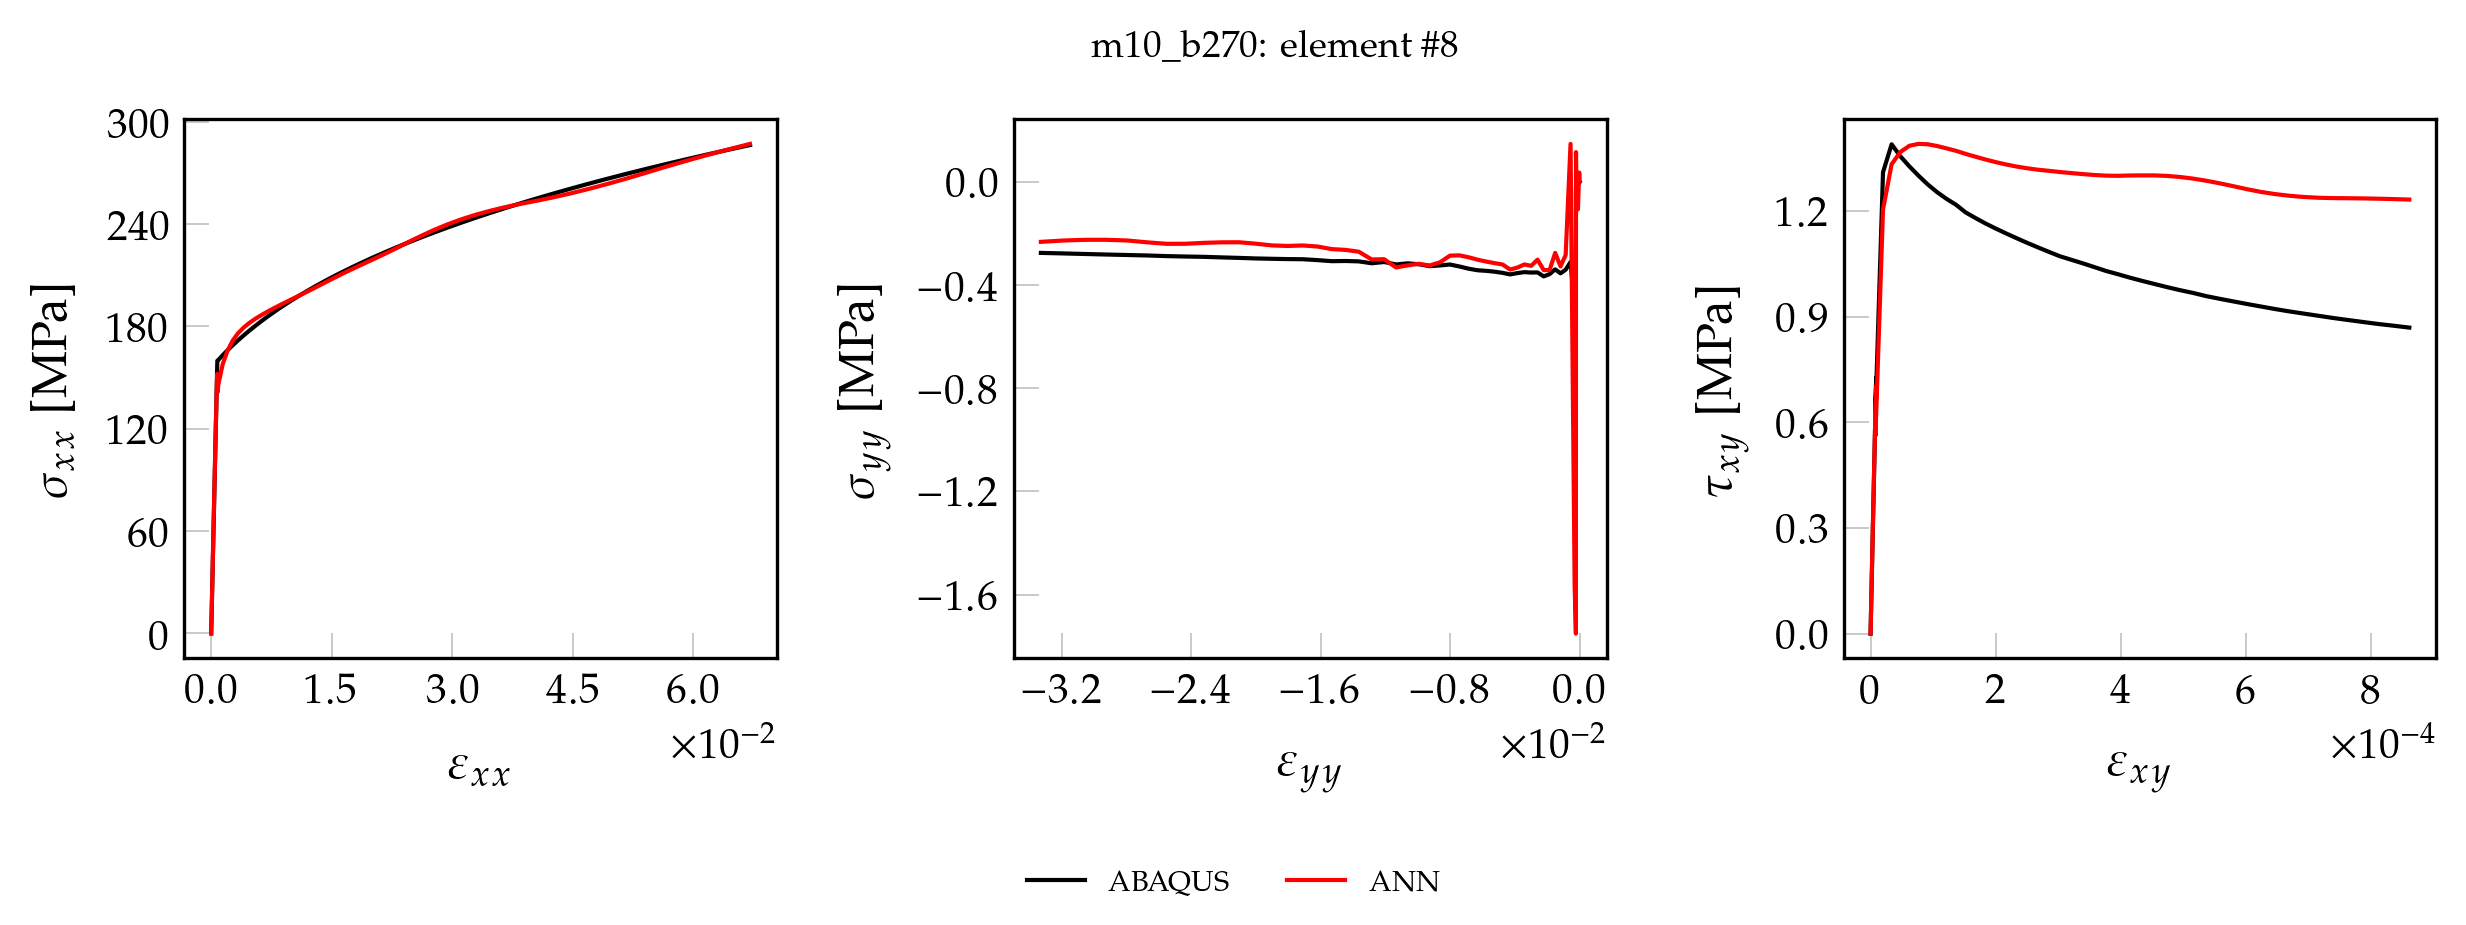 m10_b270: element #8
σxx [MPa]
300
240
180
120
60
0
0.0 1.5 3.0 4.5 6.0
×10−2
εxx
σyy [MPa]
0.0
−0.4
−0.8
−1.2
−1.6
−3.2 −2.4 −1.6 −0.8 0.0
×10−2
εyy
τxy [MPa]
1.2
0.9
0.6
0.3
0.0
0 2 4 6 8
×10−4
εxy
ABAQUS ANN